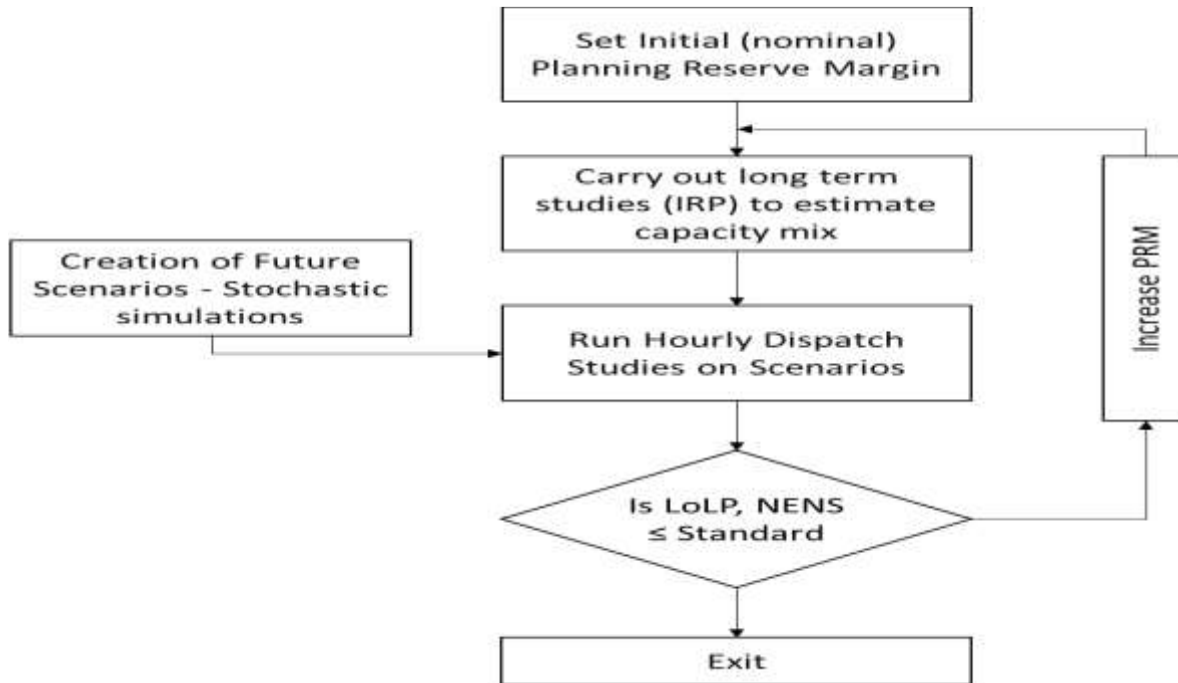 Set Initial (nominal)
Planning Reserve Margin
Carry out long term
studies (IRP) to estimate
capacity mix
Creation of Future
Scenarios - Stochastic
simulations
Run Hourly Dispatch
Studies on Scenarios
Increase PRM
Is LoLP, NENS
≤ Standard
Exit